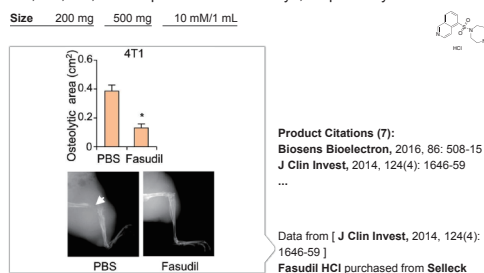 Size 200 mg 500 mg 10 mM/1 mL
HCl
4T1
Osteolytic area (cm²)
0.6
0.4
0.2
0
*
PBS Fasudil
PBS Fasudil
Product Citations (7):
Biosens Bioelectron, 2016, 86: 508-15
J Clin Invest, 2014, 124(4): 1646-59
...
Data from [ J Clin Invest, 2014, 124(4):
1646-59 ]
Fasudil HCl purchased from Selleck